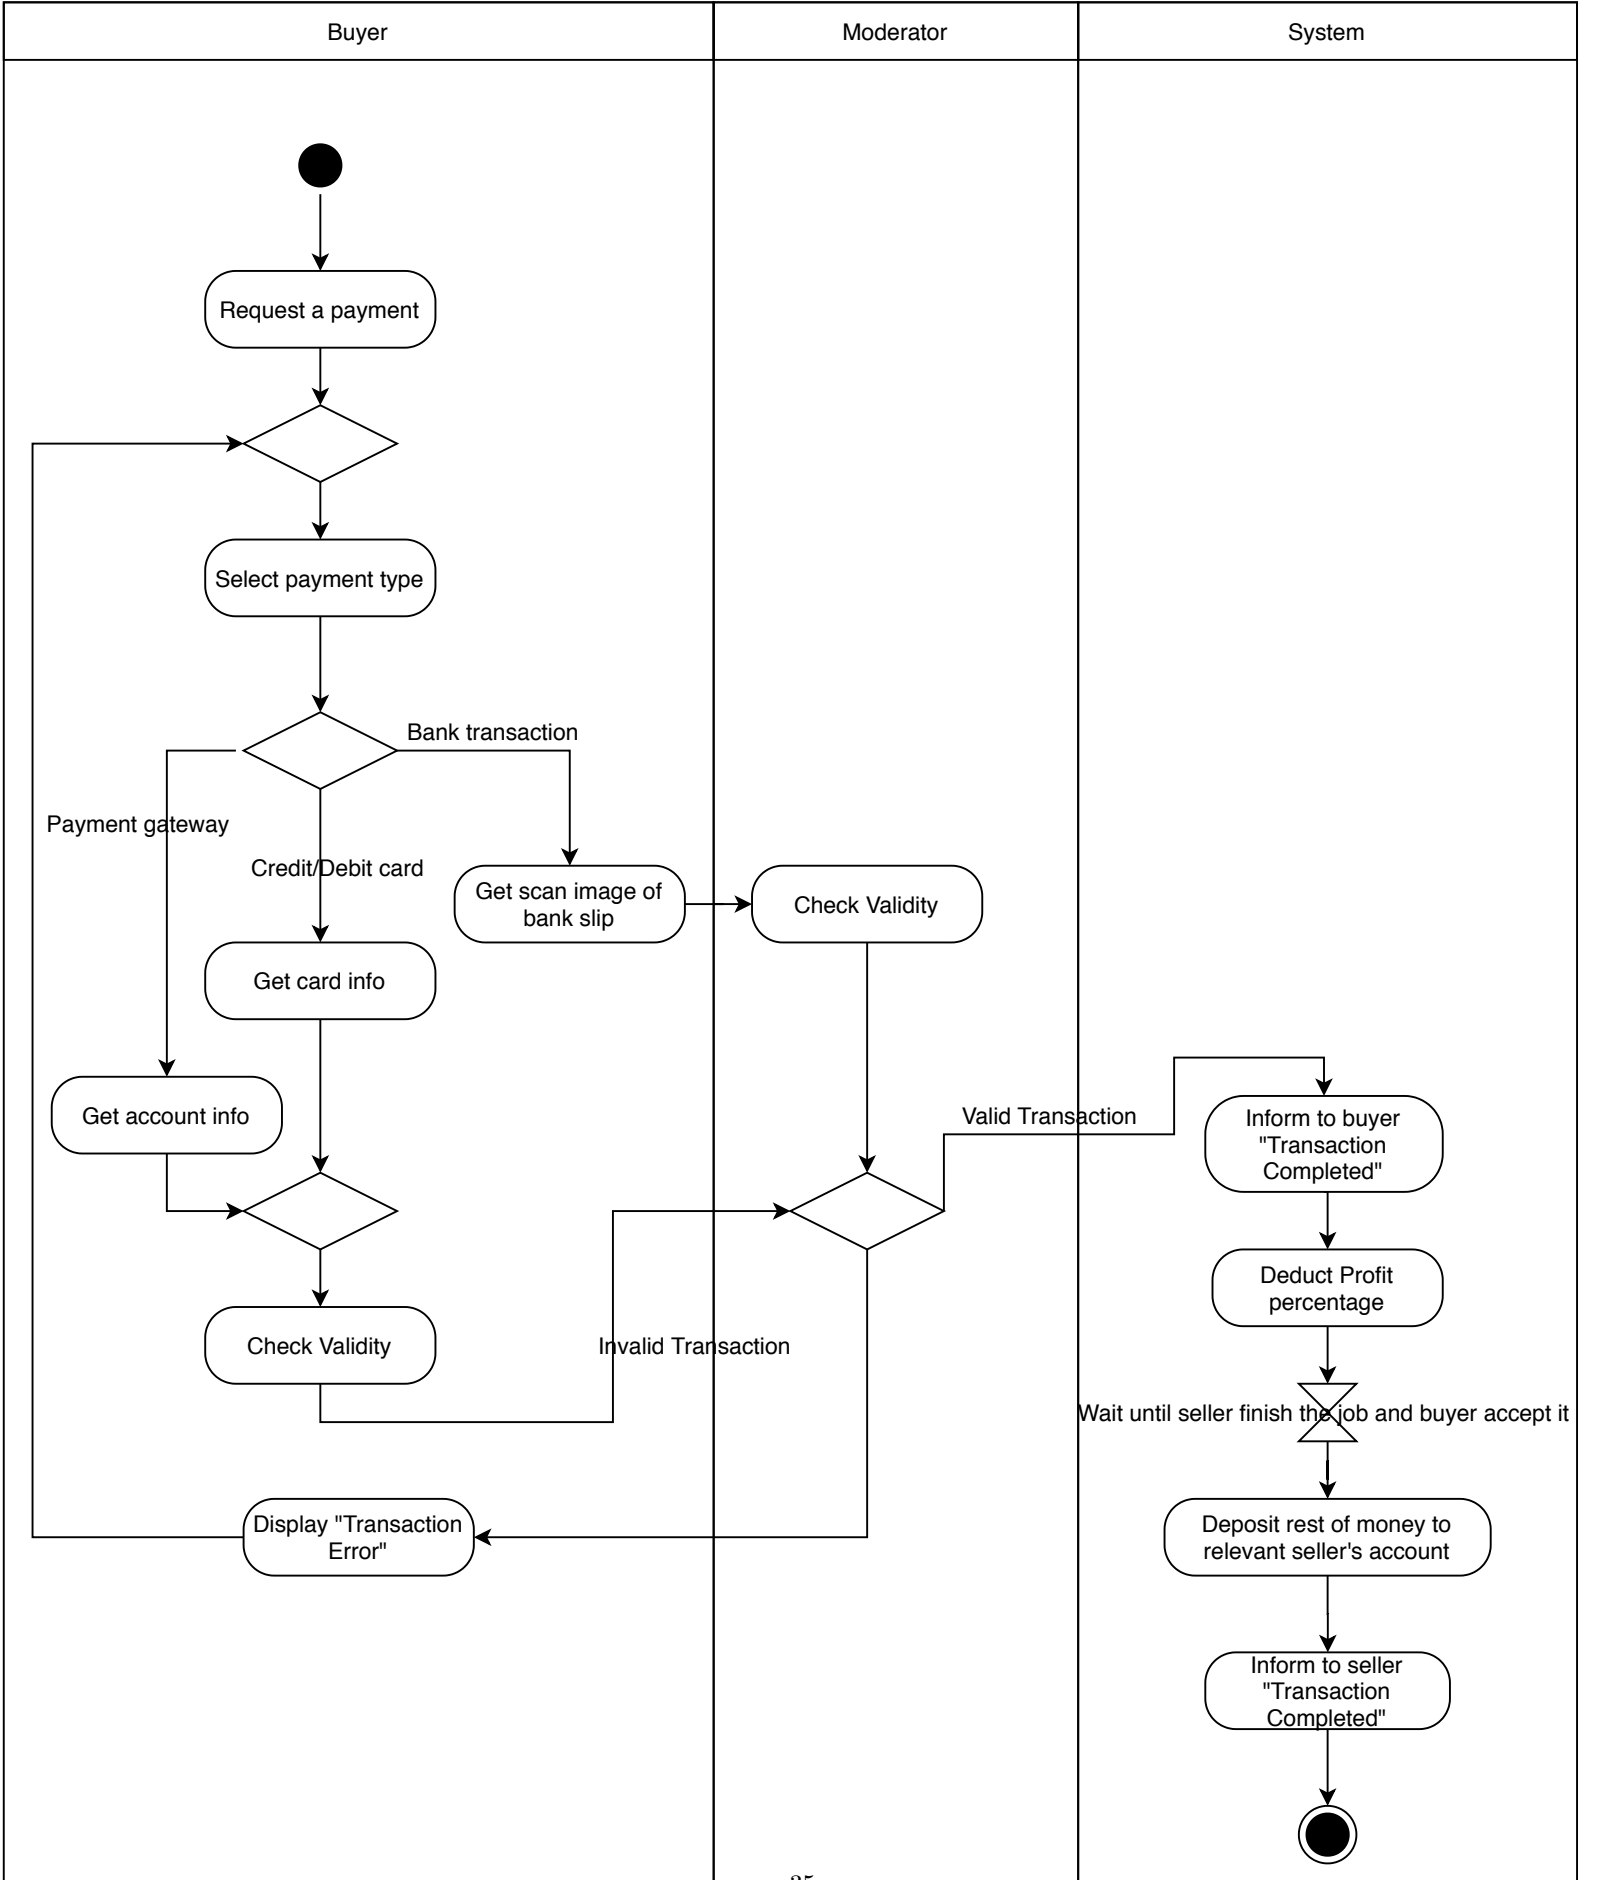 Buyer
Moderator
System
Request a payment
Select payment type
Bank transaction
Payment gateway
Credit/Debit card
Get scan image of
bank slip
Check Validity
Get card info
Get account info
Valid Transaction
Inform to buyer
"Transaction
Completed"
Deduct Profit
percentage
Check Validity
Invalid Transaction
Wait until seller finish the job and buyer accept it
Display "Transaction
Error"
Deposit rest of money to
relevant seller's account
Inform to seller
"Transaction
Completed"